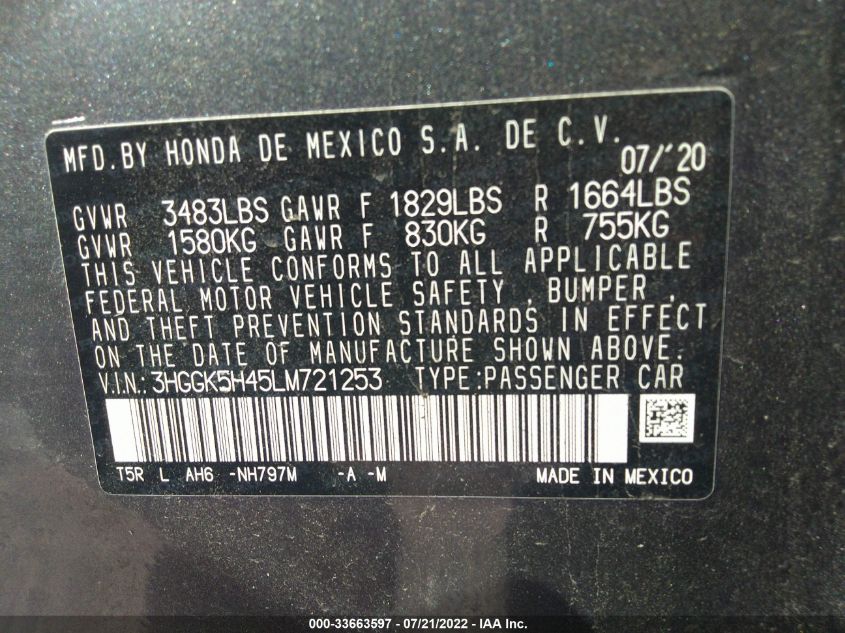 MFD.BY HONDA DE MEXICO S.A. DE C.V.
07/'20
GVWR 3483LBS GAWR F 1829LBS R 1664LBS
GVWR 1580KG GAWR F 830KG R 755KG
THIS VEHICLE CONFORMS TO ALL APPLICABLE
FEDERAL MOTOR VEHICLE SAFETY , BUMPER ,
AND THEFT PREVENTION STANDARDS IN EFFECT
ON THE DATE OF MANUFACTURE SHOWN ABOVE.
V.I.N.: 3HGGK5H45LM721253 TYPE:PASSENGER CAR
T5R L AH6 -NH797M -A -M MADE IN MEXICO
000-33663597 / 07/21/2022 - IAA Inc.